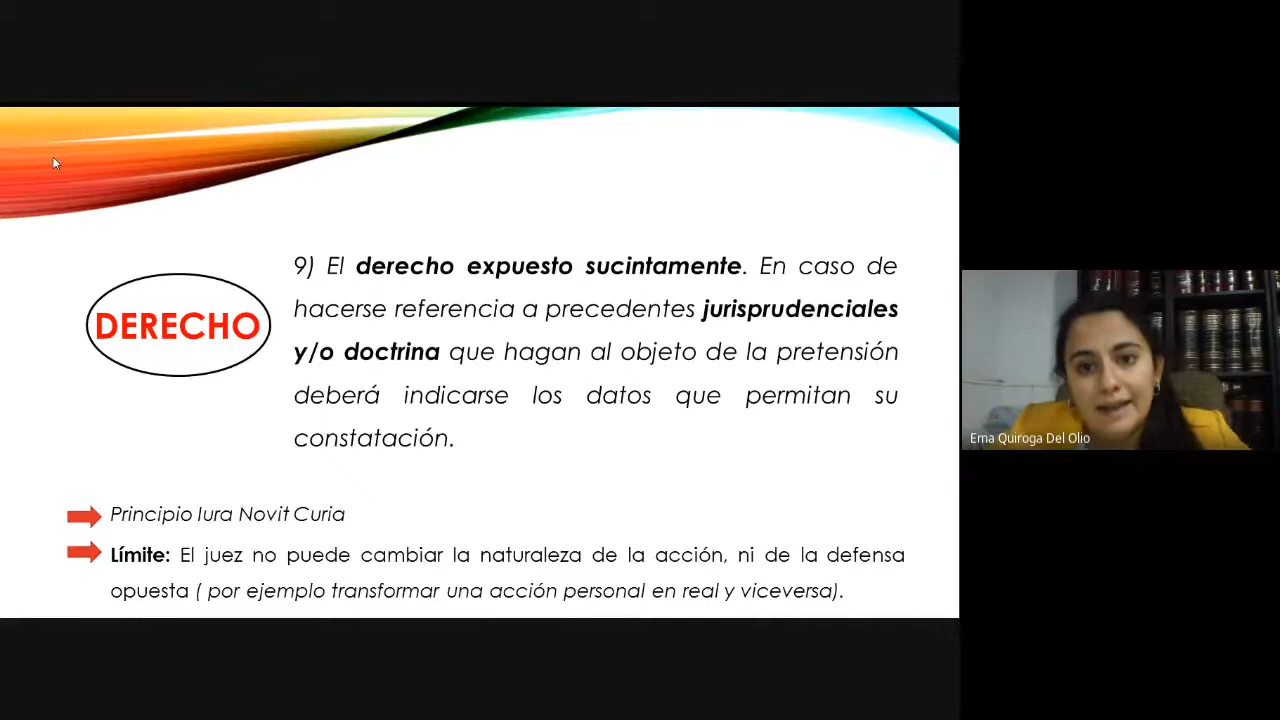 DERECHO
9) El derecho expuesto sucintamente. En caso de
hacerse referencia a precedentes jurisprudenciales
y/o doctrina que hagan al objeto de la pretensión
deberá indicarse los datos que permitan su
constatación.
Principio Iura Novit Curia
Límite: El juez no puede cambiar la naturaleza de la acción, ni de la defensa
opuesta ( por ejemplo transformar una acción personal en real y viceversa).
Ema Quiroga Del Olio